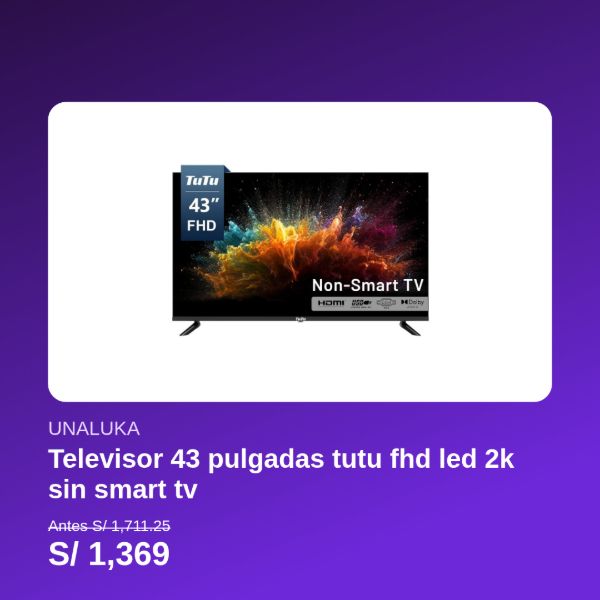 TuTu
43”
FHD
Non-Smart TV
HDMI
Dolby
TuTu
UNALUKA
Televisor 43 pulgadas tutu fhd led 2k
sin smart tv
Antes S/ 1,711.25
S/ 1,369